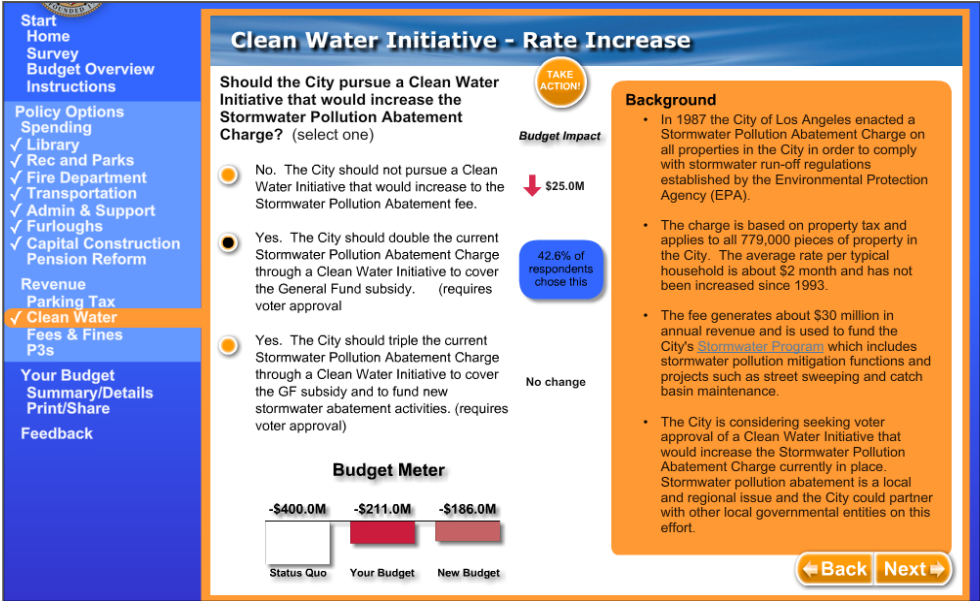 FOUNDED
Start
Home
Survey
Budget Overview
Instructions
Policy Options
Spending
✓ Library
✓ Rec and Parks
✓ Fire Department
✓ Transportation
✓ Admin & Support
✓ Furloughs
✓ Capital Construction
Pension Reform
Revenue
Parking Tax
✓ Clean Water
Fees & Fines
P3s
Your Budget
Summary/Details
Print/Share
Feedback
Clean Water Initiative - Rate Increase
Should the City pursue a Clean Water
Initiative that would increase the
Stormwater Pollution Abatement
Charge? (select one)
TAKE
ACTION!
Budget Impact
No. The City should not pursue a Clean
Water Initiative that would increase to the
Stormwater Pollution Abatement fee.
$25.0M
Yes. The City should double the current
Stormwater Pollution Abatement Charge
through a Clean Water Initiative to cover
the General Fund subsidy. (requires
voter approval
42.6% of
respondents
chose this
Yes. The City should triple the current
Stormwater Pollution Abatement Charge
through a Clean Water Initiative to cover
the GF subsidy and to fund new
stormwater abatement activities. (requires
voter approval)
No change
Budget Meter
-$400.0M -$211.0M -$186.0M
Status Quo Your Budget New Budget
Background
• In 1987 the City of Los Angeles enacted a
Stormwater Pollution Abatement Charge on
all properties in the City in order to comply
with stormwater run-off regulations
established by the Environmental Protection
Agency (EPA).
• The charge is based on property tax and
applies to all 779,000 pieces of property in
the City. The average rate per typical
household is about $2 month and has not
been increased since 1993.
• The fee generates about $30 million in
annual revenue and is used to fund the
City's Stormwater Program which includes
stormwater pollution mitigation functions and
projects such as street sweeping and catch
basin maintenance.
• The City is considering seeking voter
approval of a Clean Water Initiative that
would increase the Stormwater Pollution
Abatement Charge currently in place.
Stormwater pollution abatement is a local
and regional issue and the City could partner
with other local governmental entities on this
effort.
Back Next